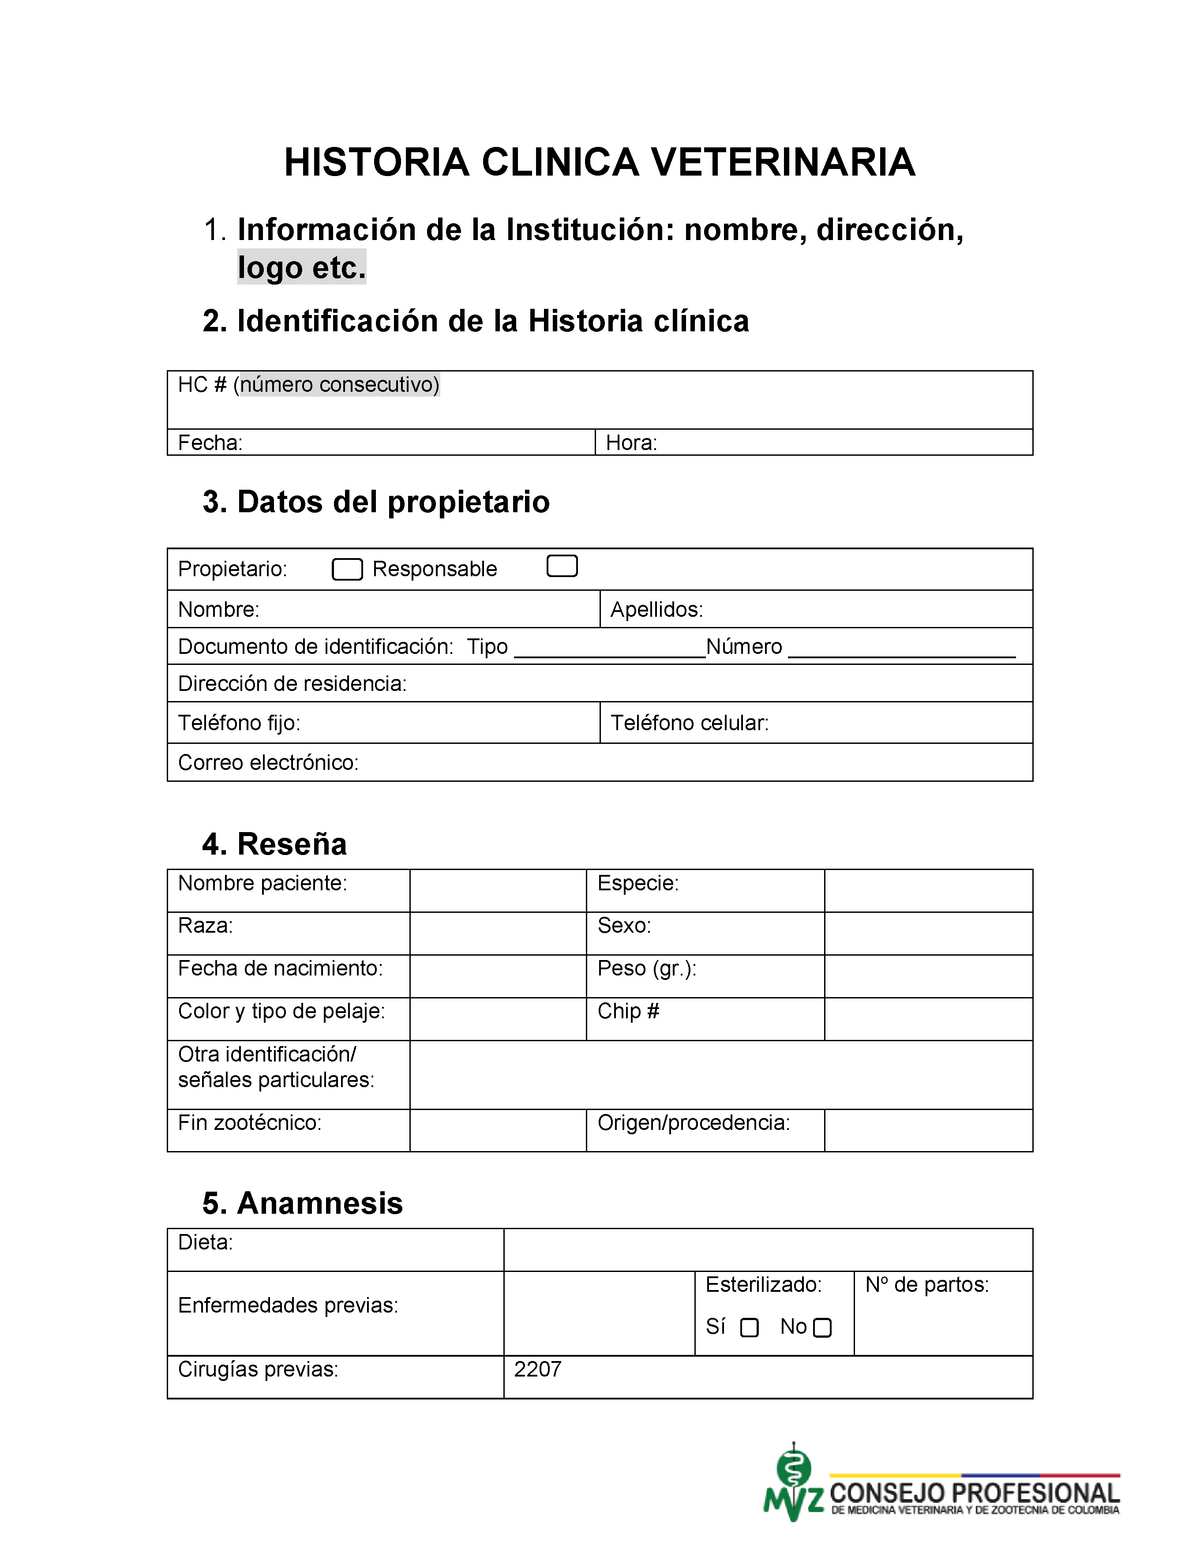 HISTORIA CLINICA VETERINARIA
1. Información de la Institución: nombre, dirección,
logo etc.
2. Identificación de la Historia clínica
HC # (número consecutivo)
Fecha: Hora:
3. Datos del propietario
Propietario: Responsable
Nombre: Apellidos:
Documento de identificación: Tipo ________________Número ___________________
Dirección de residencia:
Teléfono fijo: Teléfono celular:
Correo electrónico:
4. Reseña
Nombre paciente: Especie:
Raza: Sexo:
Fecha de nacimiento: Peso (gr.):
Color y tipo de pelaje: Chip #
Otra identificación/
señales particulares:
Fin zootécnico: Origen/procedencia:
5. Anamnesis
Dieta:
Enfermedades previas: Esterilizado: Nº de partos:
Sí No
Cirugías previas: 2207
MVZ CONSEJO PROFESIONAL
DE MEDICINA VETERINARIA Y DE ZOOTECNIA DE COLOMBIA